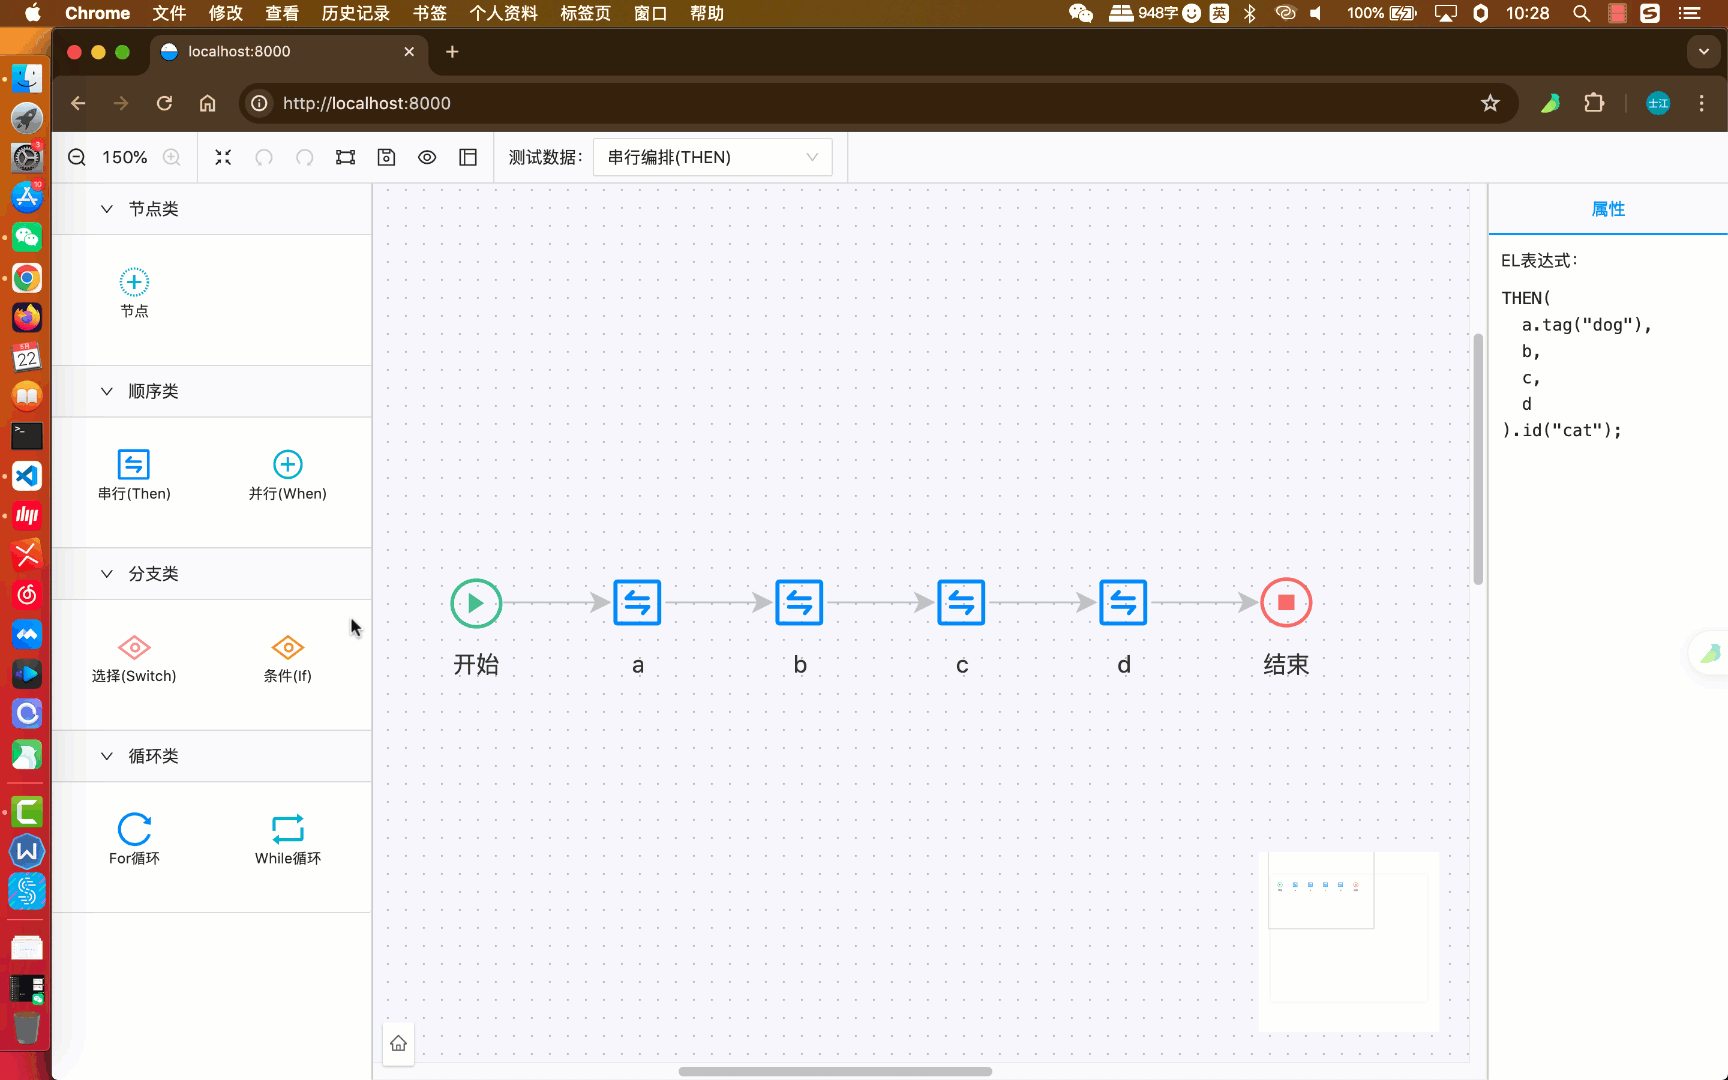 Chrome 文件 修改 查看 历史记录 书签 个人资料 标签页 窗口 帮助 948字 英 100% 10:28
localhost:8000
http://localhost:8000
士江
150% 测试数据： 串行编排(THEN)
节点类
节点
顺序类
串行(Then) 并行(When)
分支类
选择(Switch) 条件(If)
循环类
For循环 While循环
开始 a b c d 结束
属性
EL表达式：
THEN(
a.tag("dog"),
b,
c,
d
).id("cat");
3
10
22